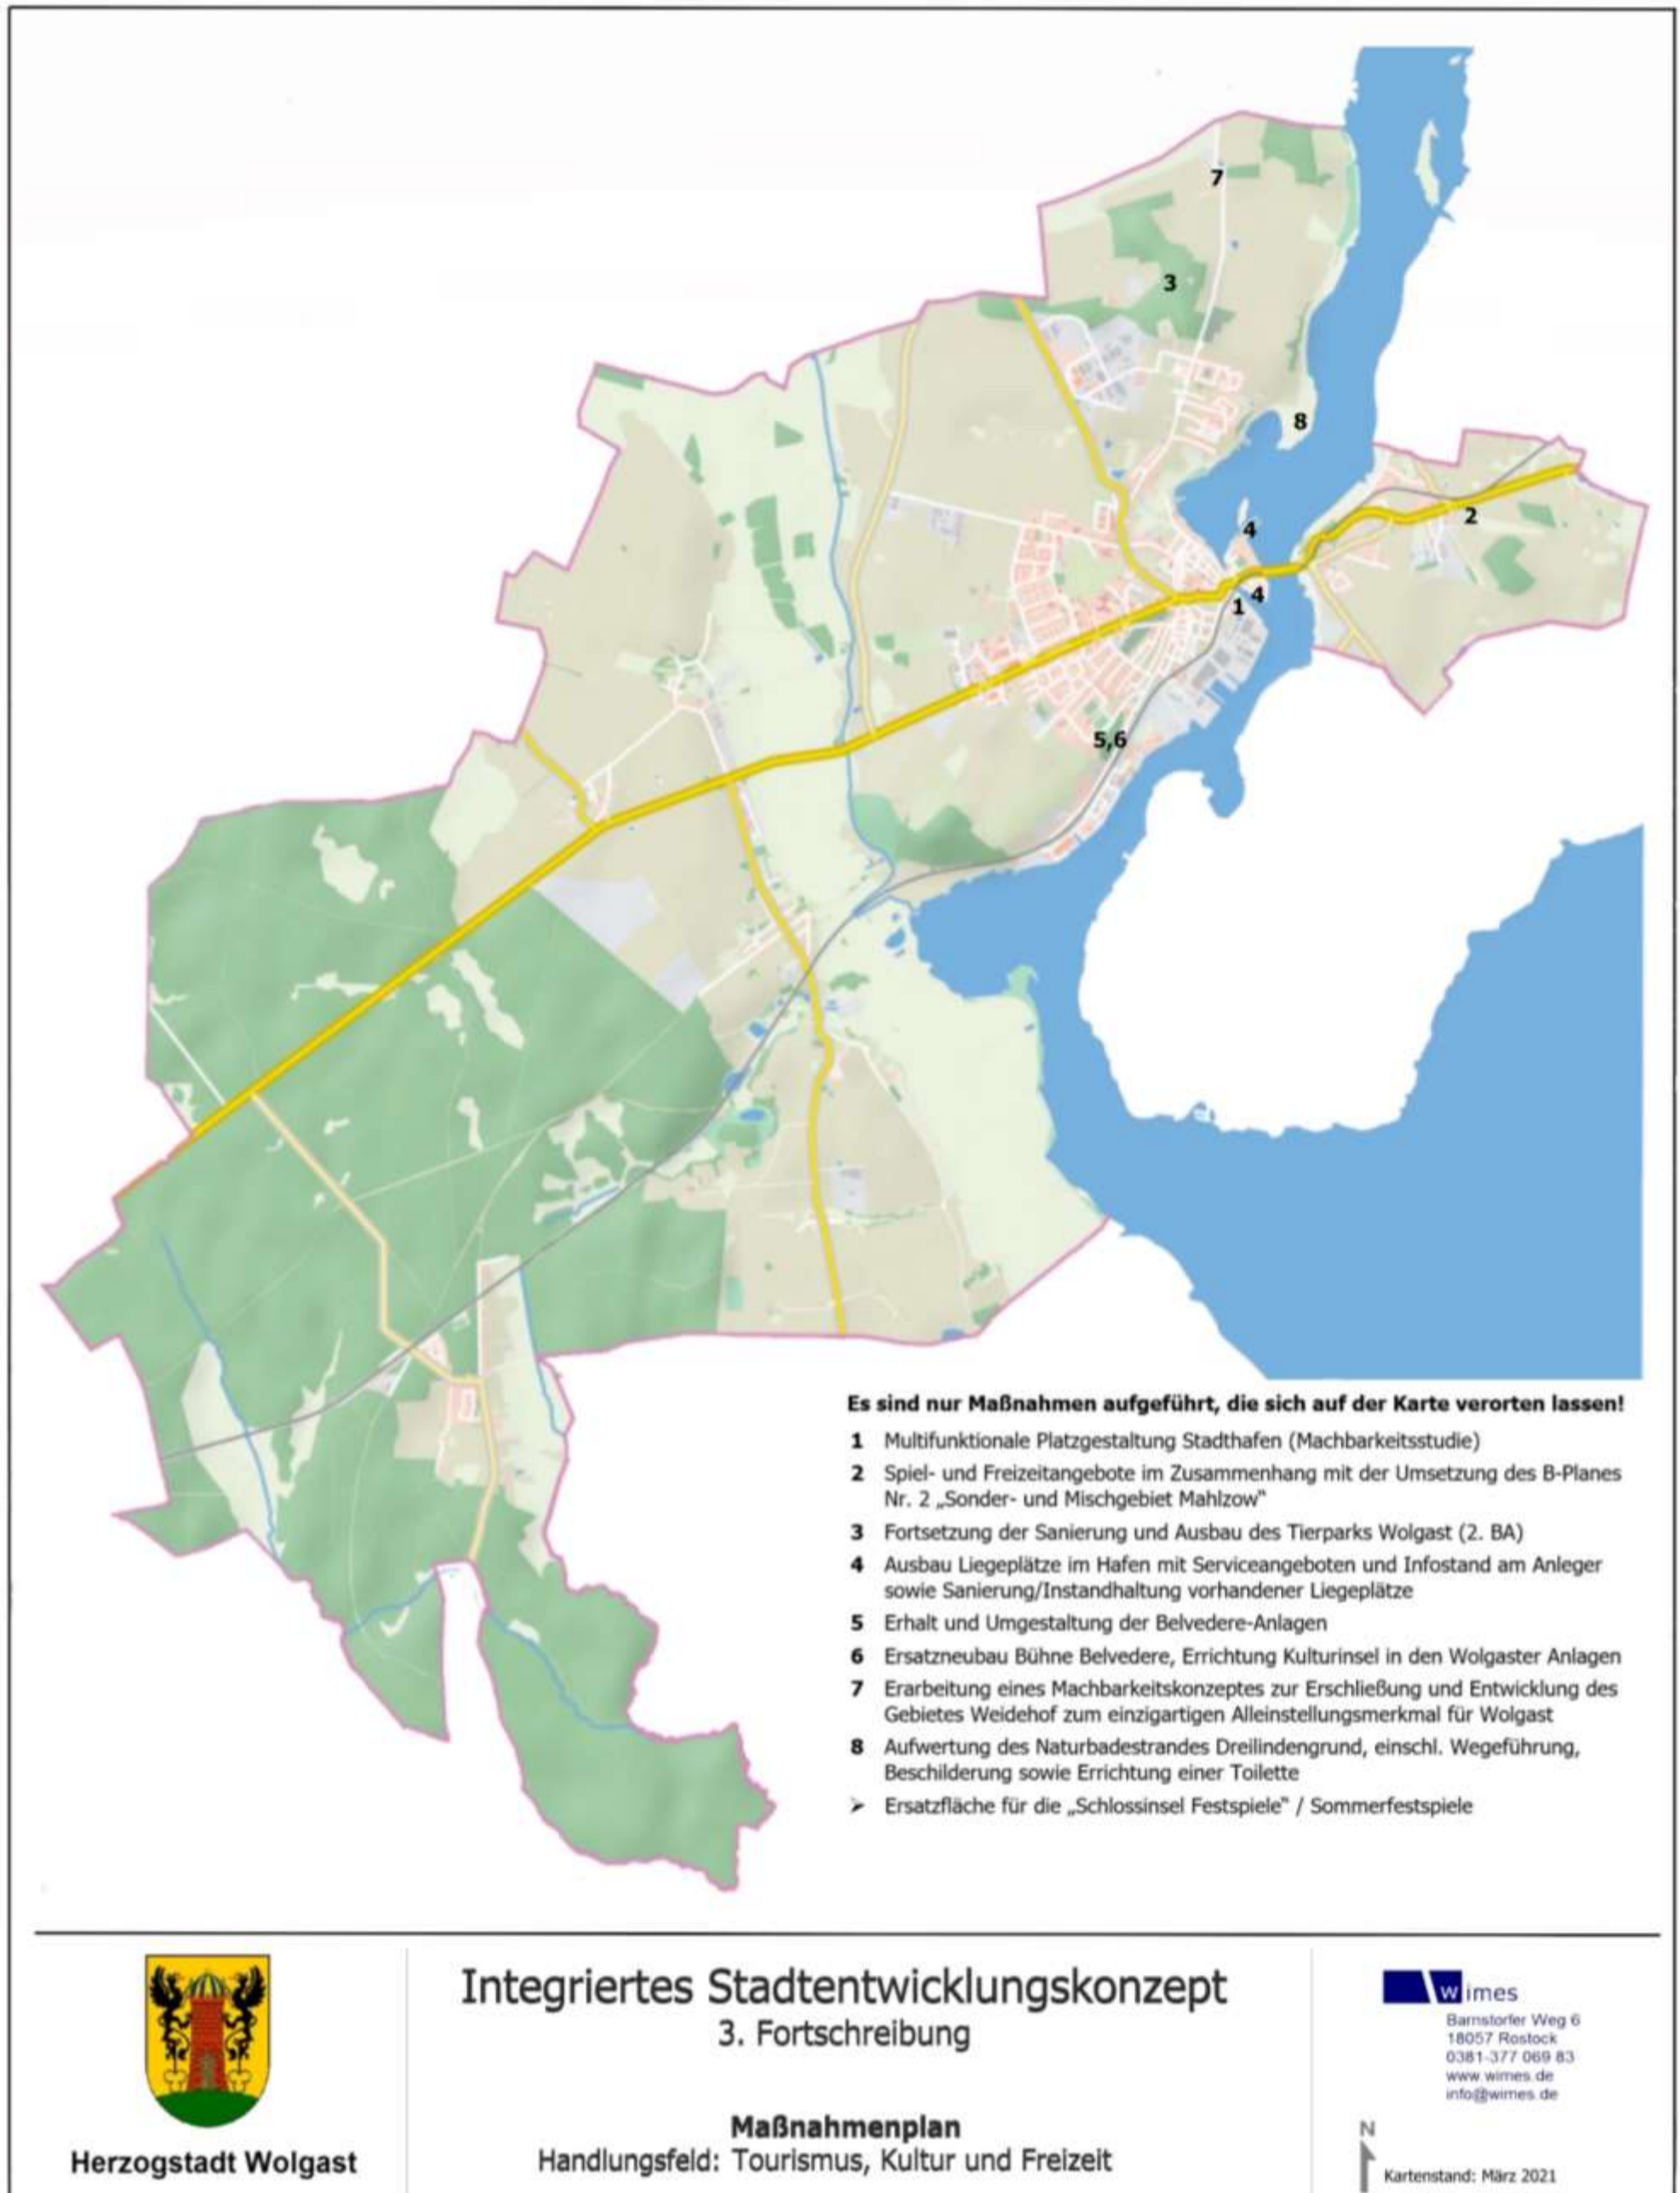 7
3
8
4
2
4
1
5,6
Es sind nur Maßnahmen aufgeführt, die sich auf der Karte verorten lassen!
1 Multifunktionale Platzgestaltung Stadthafen (Machbarkeitsstudie)
2 Spiel- und Freizeitangebote im Zusammenhang mit der Umsetzung des B-Planes
Nr. 2 „Sonder- und Mischgebiet Mahlzow"
3 Fortsetzung der Sanierung und Ausbau des Tierparks Wolgast (2. BA)
4 Ausbau Liegeplätze im Hafen mit Serviceangeboten und Infostand am Anleger
sowie Sanierung/Instandhaltung vorhandener Liegeplätze
5 Erhalt und Umgestaltung der Belvedere-Anlagen
6 Ersatzneubau Bühne Belvedere, Errichtung Kulturinsel in den Wolgaster Anlagen
7 Erarbeitung eines Machbarkeitskonzeptes zur Erschließung und Entwicklung des
Gebietes Weidehof zum einzigartigen Alleinstellungsmerkmal für Wolgast
8 Aufwertung des Naturbadestrandes Dreilindengrund, einschl. Wegeführung,
Beschilderung sowie Errichtung einer Toilette
➢ Ersatzfläche für die „Schlossinsel Festspiele" / Sommerfestspiele
Herzogstadt Wolgast
Integriertes Stadtentwicklungskonzept
3. Fortschreibung
Maßnahmenplan
Handlungsfeld: Tourismus, Kultur und Freizeit
wimes
Barnstorfer Weg 6
18057 Rostock
0381-377 069 83
www.wimes.de
info@wimes.de
N
Kartenstand: März 2021